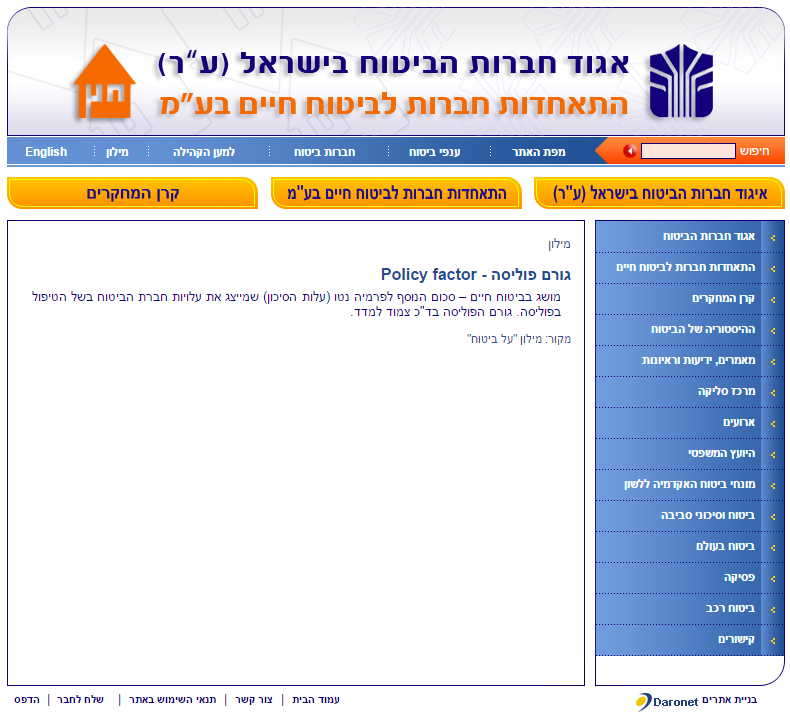 אגוד חברות הביטוח בישראל (ע"ר)
התאחדות חברות לביטוח חיים בע"מ
חיפוש
מפת האתר
ענפי ביטוח
חברות ביטוח
למען הקהילה
מילון
English
איגוד חברות הביטוח בישראל (ע"ר)
התאחדות חברות לביטוח חיים בע"מ
קרן המחקרים
אגוד חברות הביטוח
התאחדות חברות לביטוח חיים
קרן המחקרים
ההיסטוריה של הביטוח
מאמרים, ידיעות וראיונות
מרכז סליקה
ארועים
היועץ המשפטי
מונחי ביטוח האקדמיה ללשון
ביטוח וסיכוני סביבה
ביטוח בעולם
פסיקה
ביטוח רכב
קישורים
מילון
גורם פוליסה - Policy factor
מושג בביטוח חיים – סכום הנוסף לפרמיה נטו (עלות הסיכון) שמייצג את עלויות חברת הביטוח בשל הטיפול
בפוליסה. גורם הפוליסה בד"כ צמוד למדד.
מקור: מילון "על ביטוח"
בניית אתרים Daronet
עמוד הבית | צור קשר | תנאי השימוש באתר | שלח לחבר | הדפס